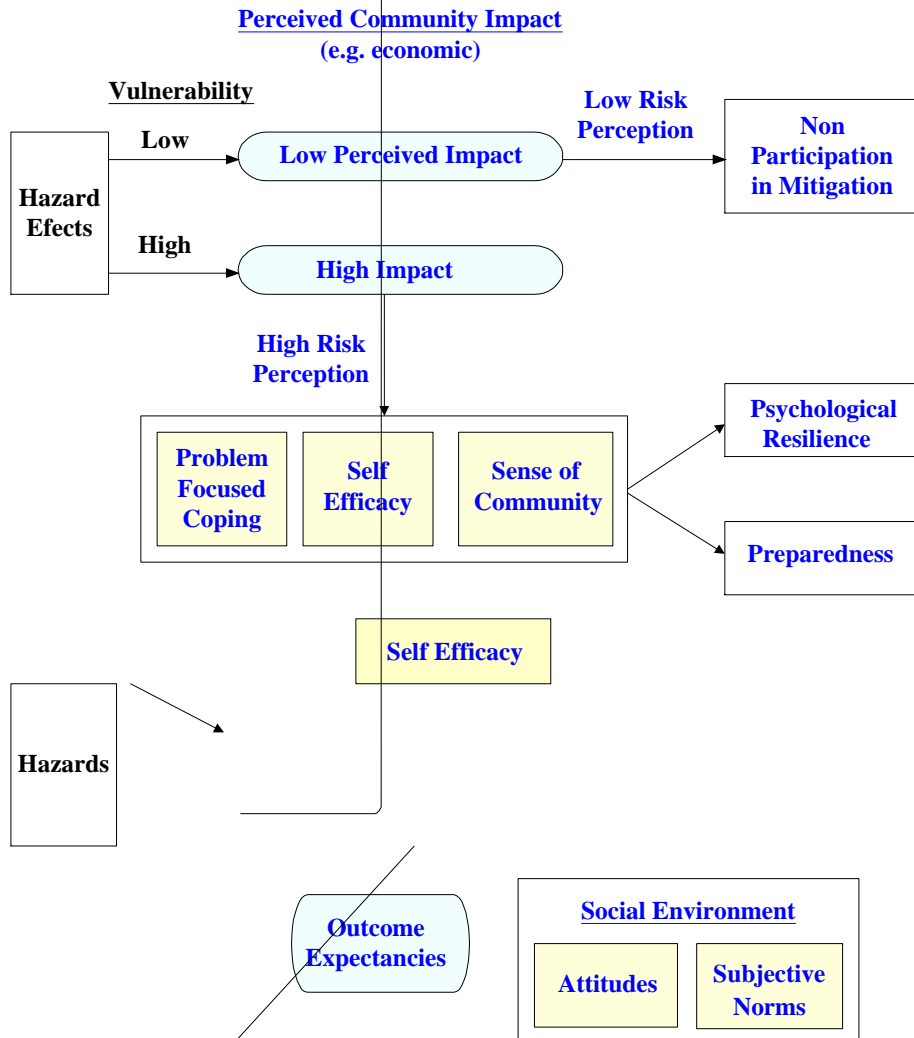 Perceived Community Impact
(e.g. economic)
Vulnerability
Low Risk
Perception
Low
Low Perceived Impact
Non
Participation
in Mitigation
Hazard
Efects
High
High Impact
High Risk
Perception
Problem
Focused
Coping
Self
Efficacy
Sense of
Community
Psychological
Resilience
Preparedness
Self Efficacy
Hazards
Outcome
Expectancies
Social Environment
Attitudes
Subjective
Norms